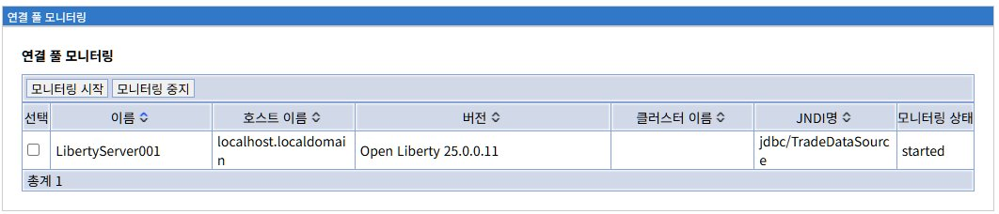 연결 풀 모니터링
연결 풀 모니터링
모니터링 시작 모니터링 중지
선택 이름 호스트 이름 버전 클러스터 이름 JNDI명 모니터링 상태
LibertyServer001 localhost.localdomai Open Liberty 25.0.0.11 jdbc/TradeDataSourc started
n e
총계 1